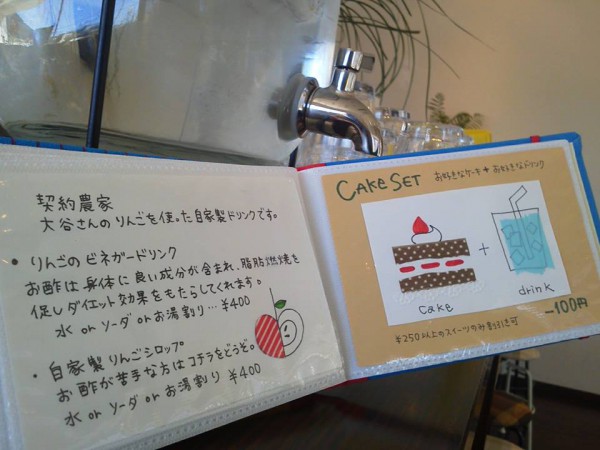 契約農家
大谷さんのりんごを使った自家製ドリンクです。
• りんごのビネガードリンク
お酢は身体に良い成分が含まれ、脂肪燃焼を
促しダイエット効果をもたらしてくれます。
水 or ソーダ or お湯割り… ¥400
• 自家製りんごシロップ
お酢が苦手な方はコチラをどうぞ。
水 or ソーダ or お湯割り ¥400
CAKE SET お好きなケーキ+お好きなドリンク
+
cake
drink
-100円
¥250以上のスイーツのみ割引き可